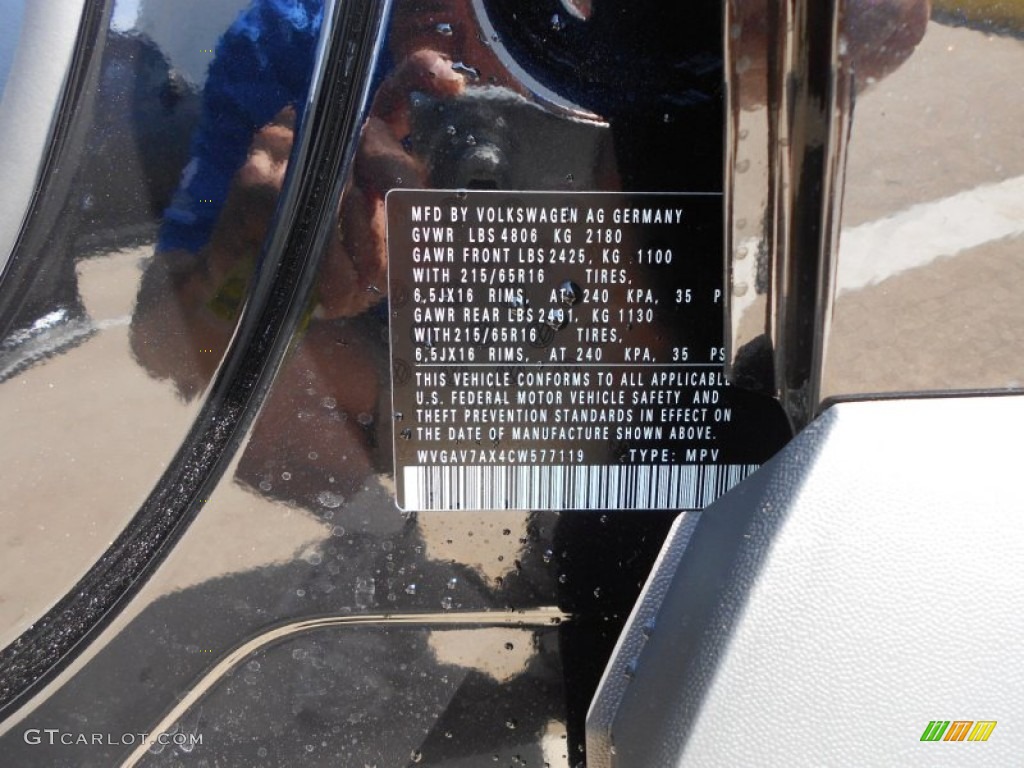 MFD BY VOLKSWAGEN AG GERMANY
GVWR LBS 4806 KG 2180
GAWR FRONT LBS 2425, KG 1100
WITH 215/65R16 TIRES,
6,5JX16 RIMS, AT 240 KPA, 35 P
GAWR REAR LBS 2491, KG 1130
WITH 215/65R16 TIRES,
6,5JX16 RIMS, AT 240 KPA, 35 PS
THIS VEHICLE CONFORMS TO ALL APPLICABLE
U.S. FEDERAL MOTOR VEHICLE SAFETY AND
THEFT PREVENTION STANDARDS IN EFFECT ON
THE DATE OF MANUFACTURE SHOWN ABOVE.
WVGAV7AX4CW577119 TYPE: MPV
GTCARLOT.COM